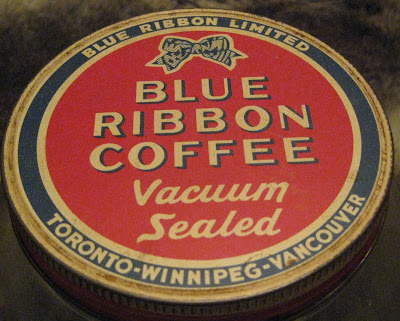 BLUE RIBBON LIMITED
BLUE
RIBBON
COFFEE
Vacuum
Sealed
TORONTO-WINNIPEG-VANCOUVER